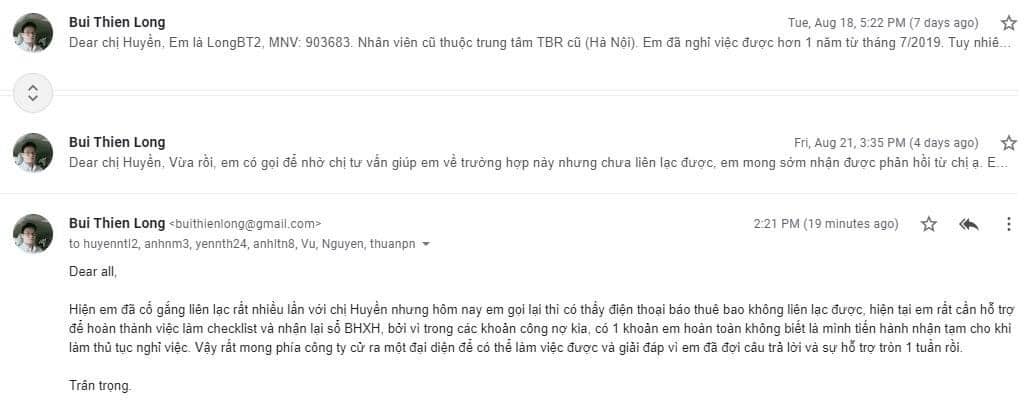 Bui Thien Long
Tue, Aug 18, 5:22 PM (7 days ago)
Dear chị Huyền, Em là LongBT2, MNV: 903683. Nhân viên cũ thuộc trung tâm TBR cũ (Hà Nội). Em đã nghỉ việc được hơn 1 năm từ tháng 7/2019. Tuy nhiê...
Bui Thien Long
Fri, Aug 21, 3:35 PM (4 days ago)
Dear chị Huyền, Vừa rồi, em có gọi để nhờ chị tư vấn giúp em về trường hợp này nhưng chưa liên lạc được, em mong sớm nhận được phản hồi từ chị ạ. E...
Bui Thien Long <buithienlong@gmail.com>
2:21 PM (19 minutes ago)
to huyenntl2, anhnm3, yennth24, anhltn8, Vu, Nguyen, thuanpn
Dear all,
Hiện em đã cố gắng liên lạc rất nhiều lần với chị Huyền nhưng hôm nay em gọi lại thì có thấy điện thoại báo thuê bao không liên lạc được, hiện tại em rất cần hỗ trợ
để hoàn thành việc làm checklist và nhận lại sổ BHXH, bởi vì trong các khoản công nợ kia, có 1 khoản em hoàn toàn không biết là mình tiến hành nhận tạm cho khi
làm thủ tục nghỉ việc. Vậy rất mong phía công ty cử ra một đại diện để có thể làm việc được và giải đáp vì em đã đợi câu trả lời và sự hỗ trợ tròn 1 tuần rồi.
Trân trọng.